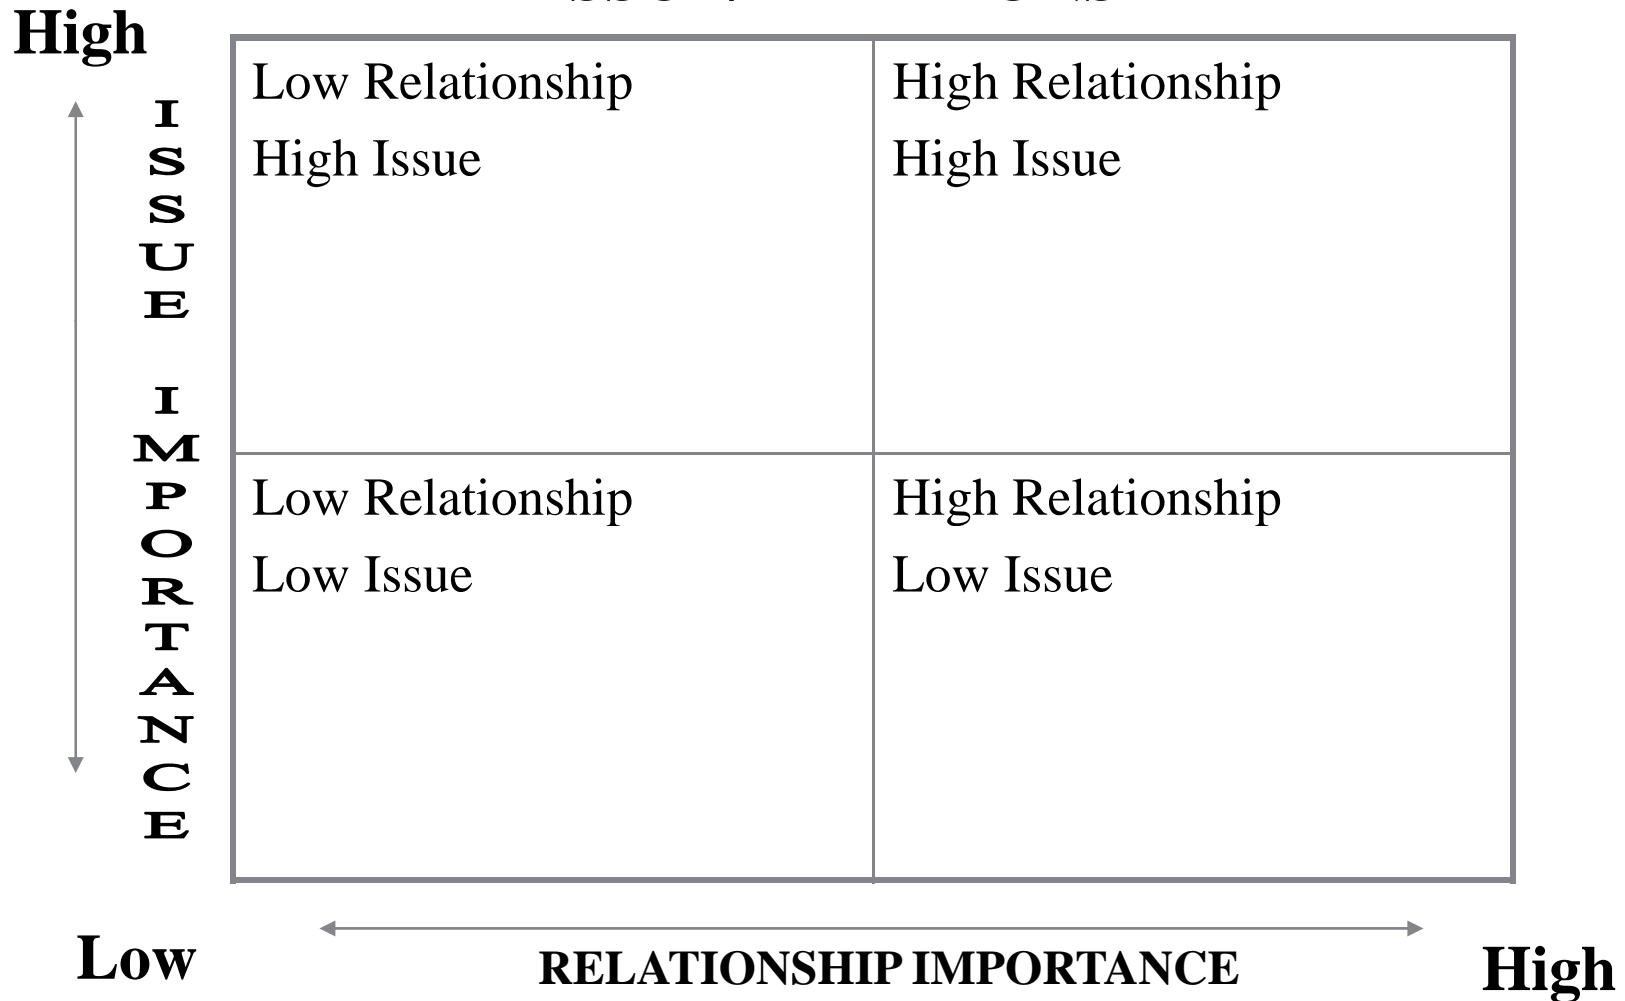 High
ISSUE IMPORTANCE
Low Relationship
High Issue
High Relationship
High Issue
Low Relationship
Low Issue
High Relationship
Low Issue
Low
RELATIONSHIP IMPORTANCE
High